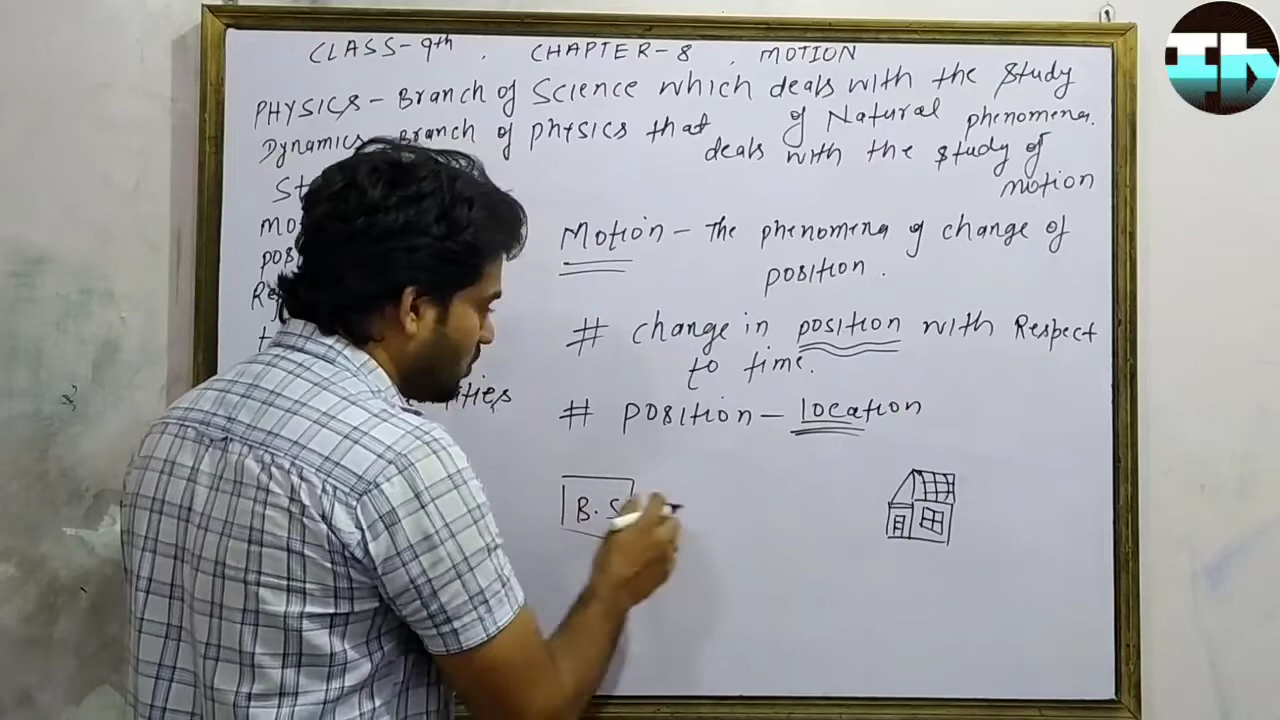 CLASS-9th, CHAPTER-8, MOTION
PHYSICS - Branch of Science which deals with the study
of Natural phenomena.
Dynamics - Branch of physics that
deals with the study of
motion
Motion - The phenomena of change of
position.
# change in position with Respect
to time.
# position - location
B.S